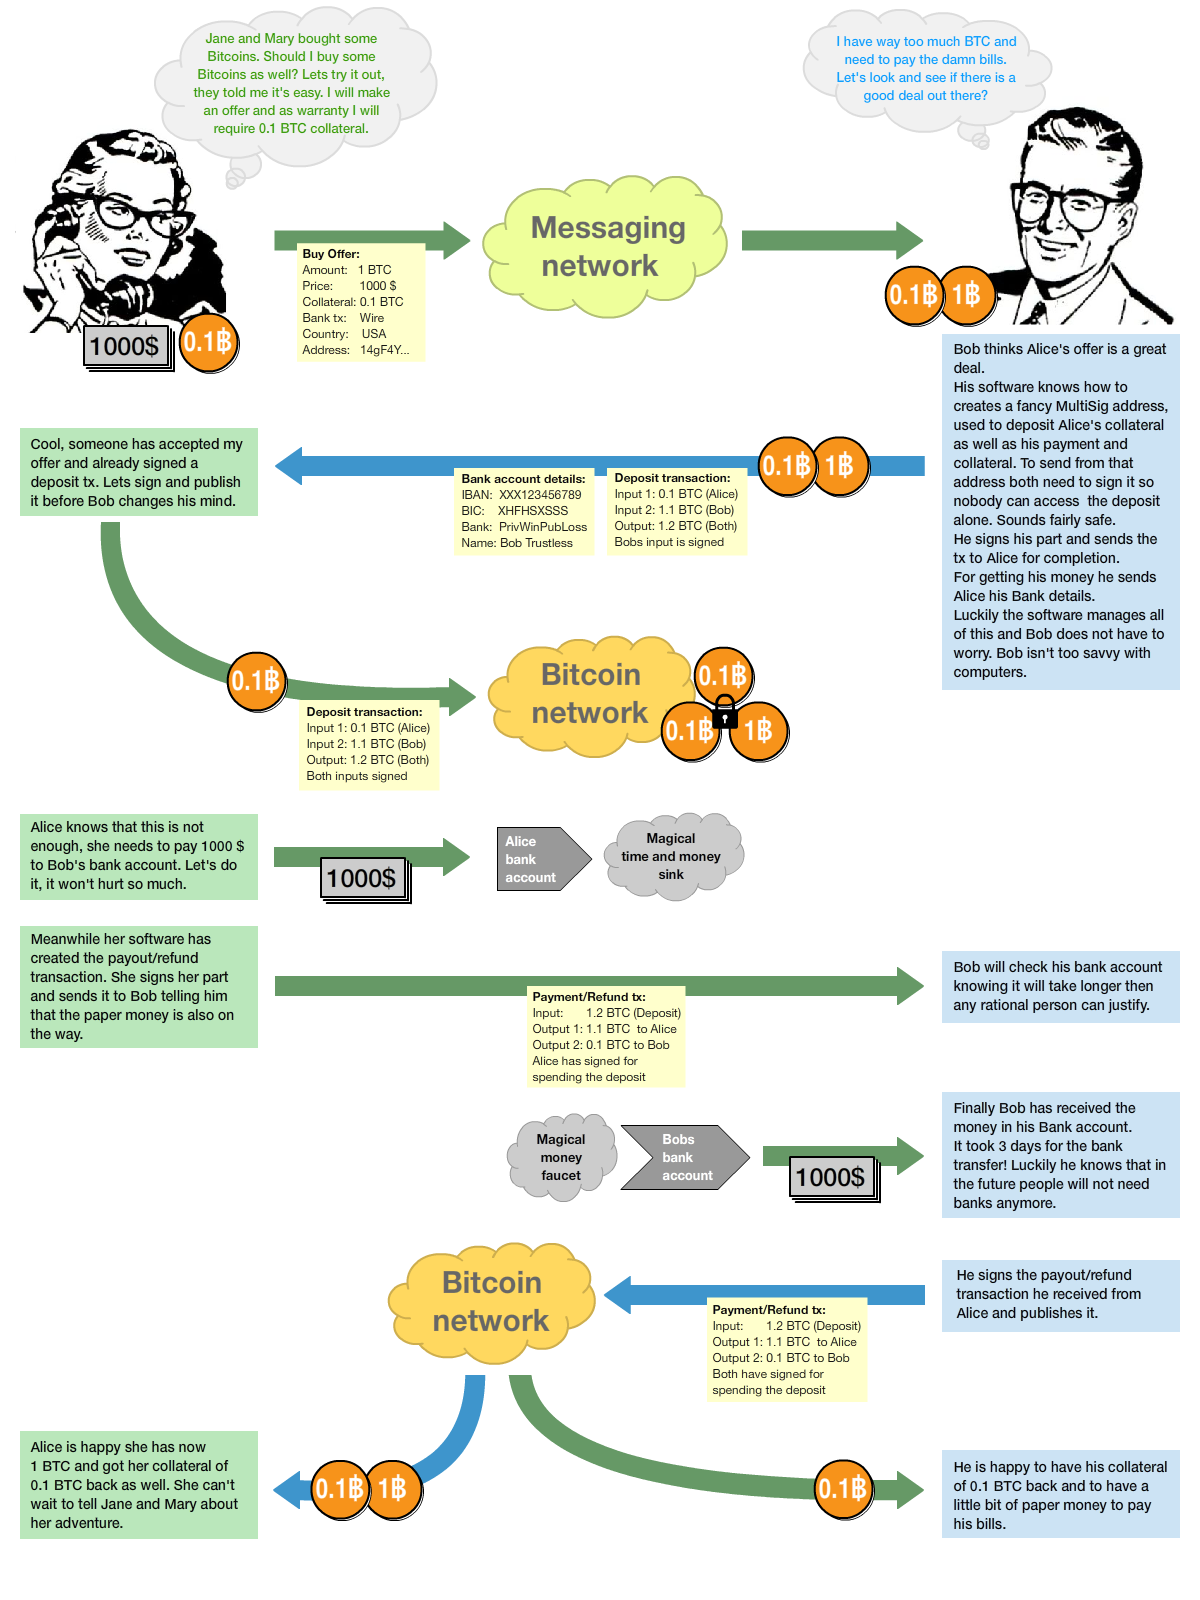 Jane and Mary bought some
Bitcoins. Should I buy some
Bitcoins as well? Lets try it out,
they told me it's easy. I will make
an offer and as warranty I will
require 0.1 BTC collateral.
I have way too much BTC and
need to pay the damn bills.
Let's look and see if there is a
good deal out there?
Messaging
network
Buy Offer:
Amount: 1 BTC
Price: 1000 $
Collateral: 0.1 BTC
Bank tx: Wire
Country: USA
Address: 14gF4Y...
1000$
0.1฿
0.1฿
1฿
Bob thinks Alice's offer is a great
deal.
His software knows how to
creates a fancy MultiSig address,
used to deposit Alice's collateral
as well as his payment and
collateral. To send from that
address both need to sign it so
nobody can access the deposit
alone. Sounds fairly safe.
He signs his part and sends the
tx to Alice for completion.
For getting his money he sends
Alice his Bank details.
Luckily the software manages all
of this and Bob does not have to
worry. Bob isn't too savvy with
computers.
0.1฿
1฿
Bank account details:
IBAN: XXX123456789
BIC: XHFHSXSSS
Bank: PrivWinPubLoss
Name: Bob Trustless
Deposit transaction:
Input 1: 0.1 BTC (Alice)
Input 2: 1.1 BTC (Bob)
Output: 1.2 BTC (Both)
Bobs input is signed
Cool, someone has accepted my
offer and already signed a
deposit tx. Lets sign and publish
it before Bob changes his mind.
0.1฿
Deposit transaction:
Input 1: 0.1 BTC (Alice)
Input 2: 1.1 BTC (Bob)
Output: 1.2 BTC (Both)
Both inputs signed
Bitcoin
network
0.1฿
0.1฿
1฿
Alice knows that this is not
enough, she needs to pay 1000 $
to Bob's bank account. Let's do
it, it won't hurt so much.
1000$
Alice
bank
account
Magical
time and money
sink
Meanwhile her software has
created the payout/refund
transaction. She signs her part
and sends it to Bob telling him
that the paper money is also on
the way.
Payment/Refund tx:
Input: 1.2 BTC (Deposit)
Output 1: 1.1 BTC to Alice
Output 2: 0.1 BTC to Bob
Alice has signed for
spending the deposit
Bob will check his bank account
knowing it will take longer then
any rational person can justify.
Magical
money
faucet
Bobs
bank
account
1000$
Finally Bob has received the
money in his Bank account.
It took 3 days for the bank
transfer! Luckily he knows that in
the future people will not need
banks anymore.
He signs the payout/refund
transaction he received from
Alice and publishes it.
Payment/Refund tx:
Input: 1.2 BTC (Deposit)
Output 1: 1.1 BTC to Alice
Output 2: 0.1 BTC to Bob
Both have signed for
spending the deposit
Bitcoin
network
Alice is happy she has now
1 BTC and got her collateral of
0.1 BTC back as well. She can't
wait to tell Jane and Mary about
her adventure.
0.1฿
1฿
0.1฿
He is happy to have his collateral
of 0.1 BTC back and to have a
little bit of paper money to pay
his bills.